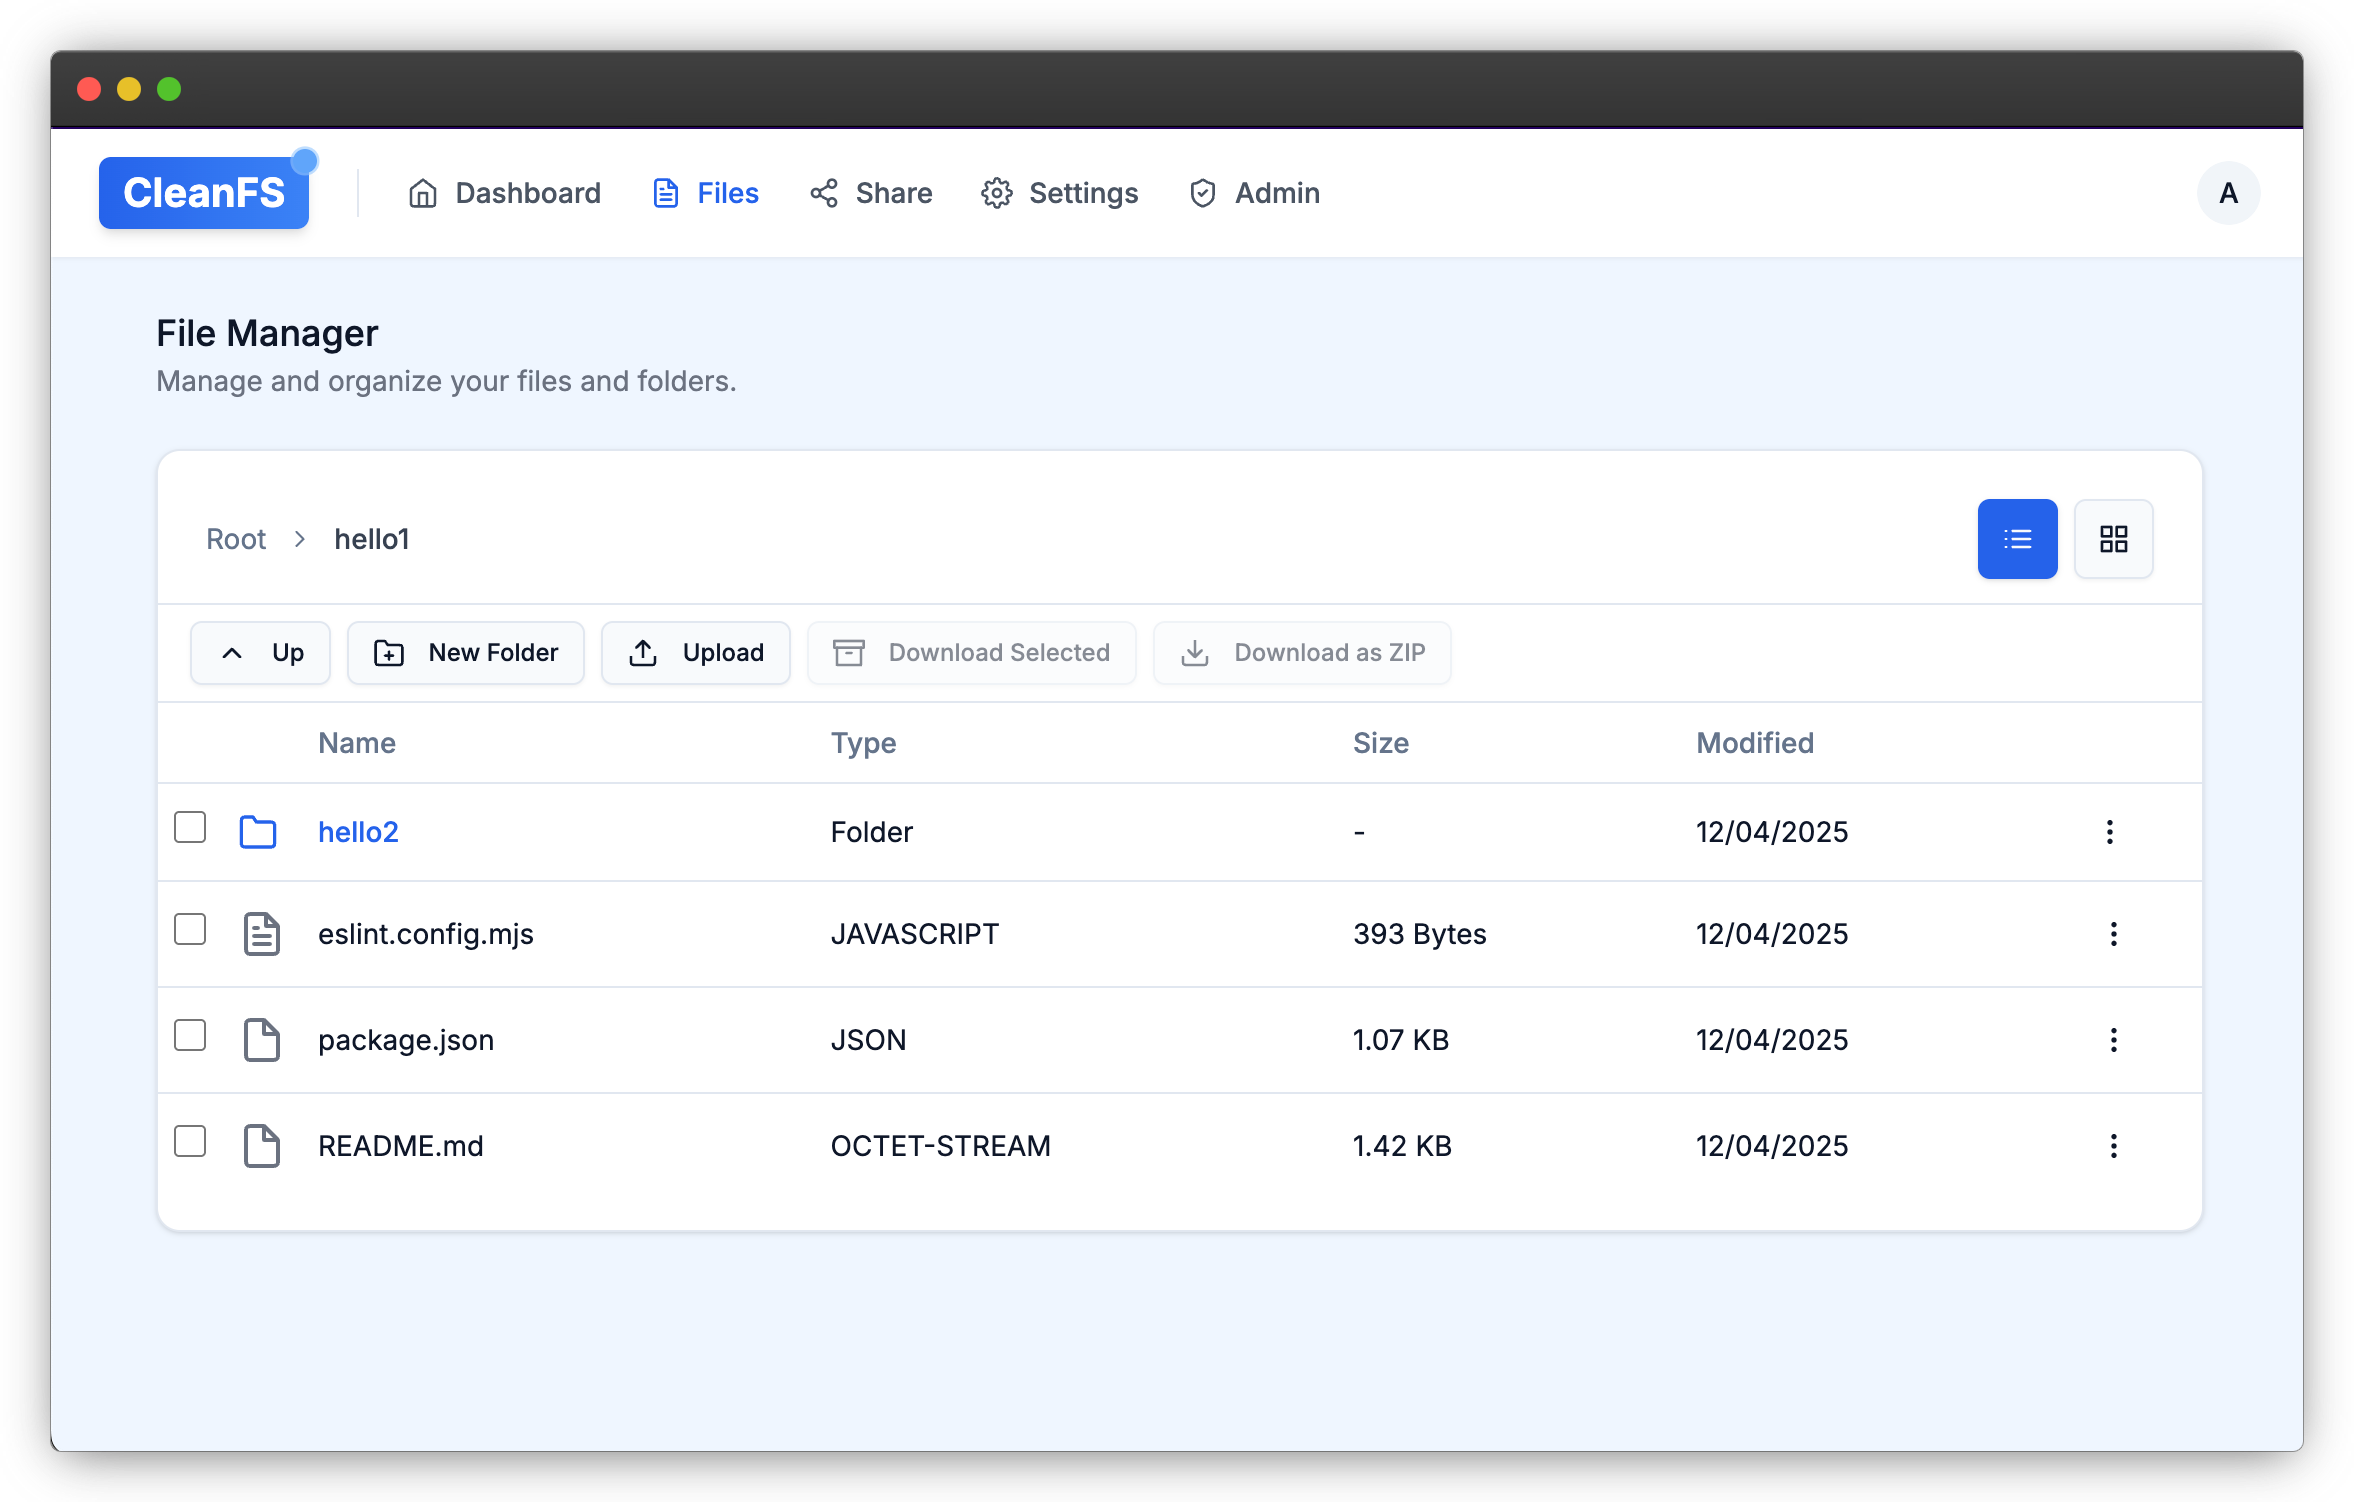 CleanFS Dashboard Files Share Settings Admin A
File Manager
Manage and organize your files and folders.
Root hello1
Up New Folder Upload Download Selected Download as ZIP
Name Type Size Modified
hello2 Folder - 12/04/2025
eslint.config.mjs JAVASCRIPT 393 Bytes 12/04/2025
package.json JSON 1.07 KB 12/04/2025
README.md OCTET-STREAM 1.42 KB 12/04/2025